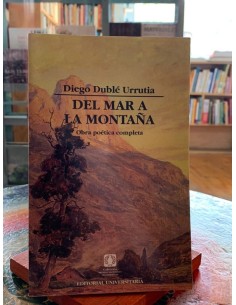 Diego Dublé Urrutia
DEL MAR A
LA MONTAÑA
Obra poética completa
EDITORIAL UNIVERSITARIA